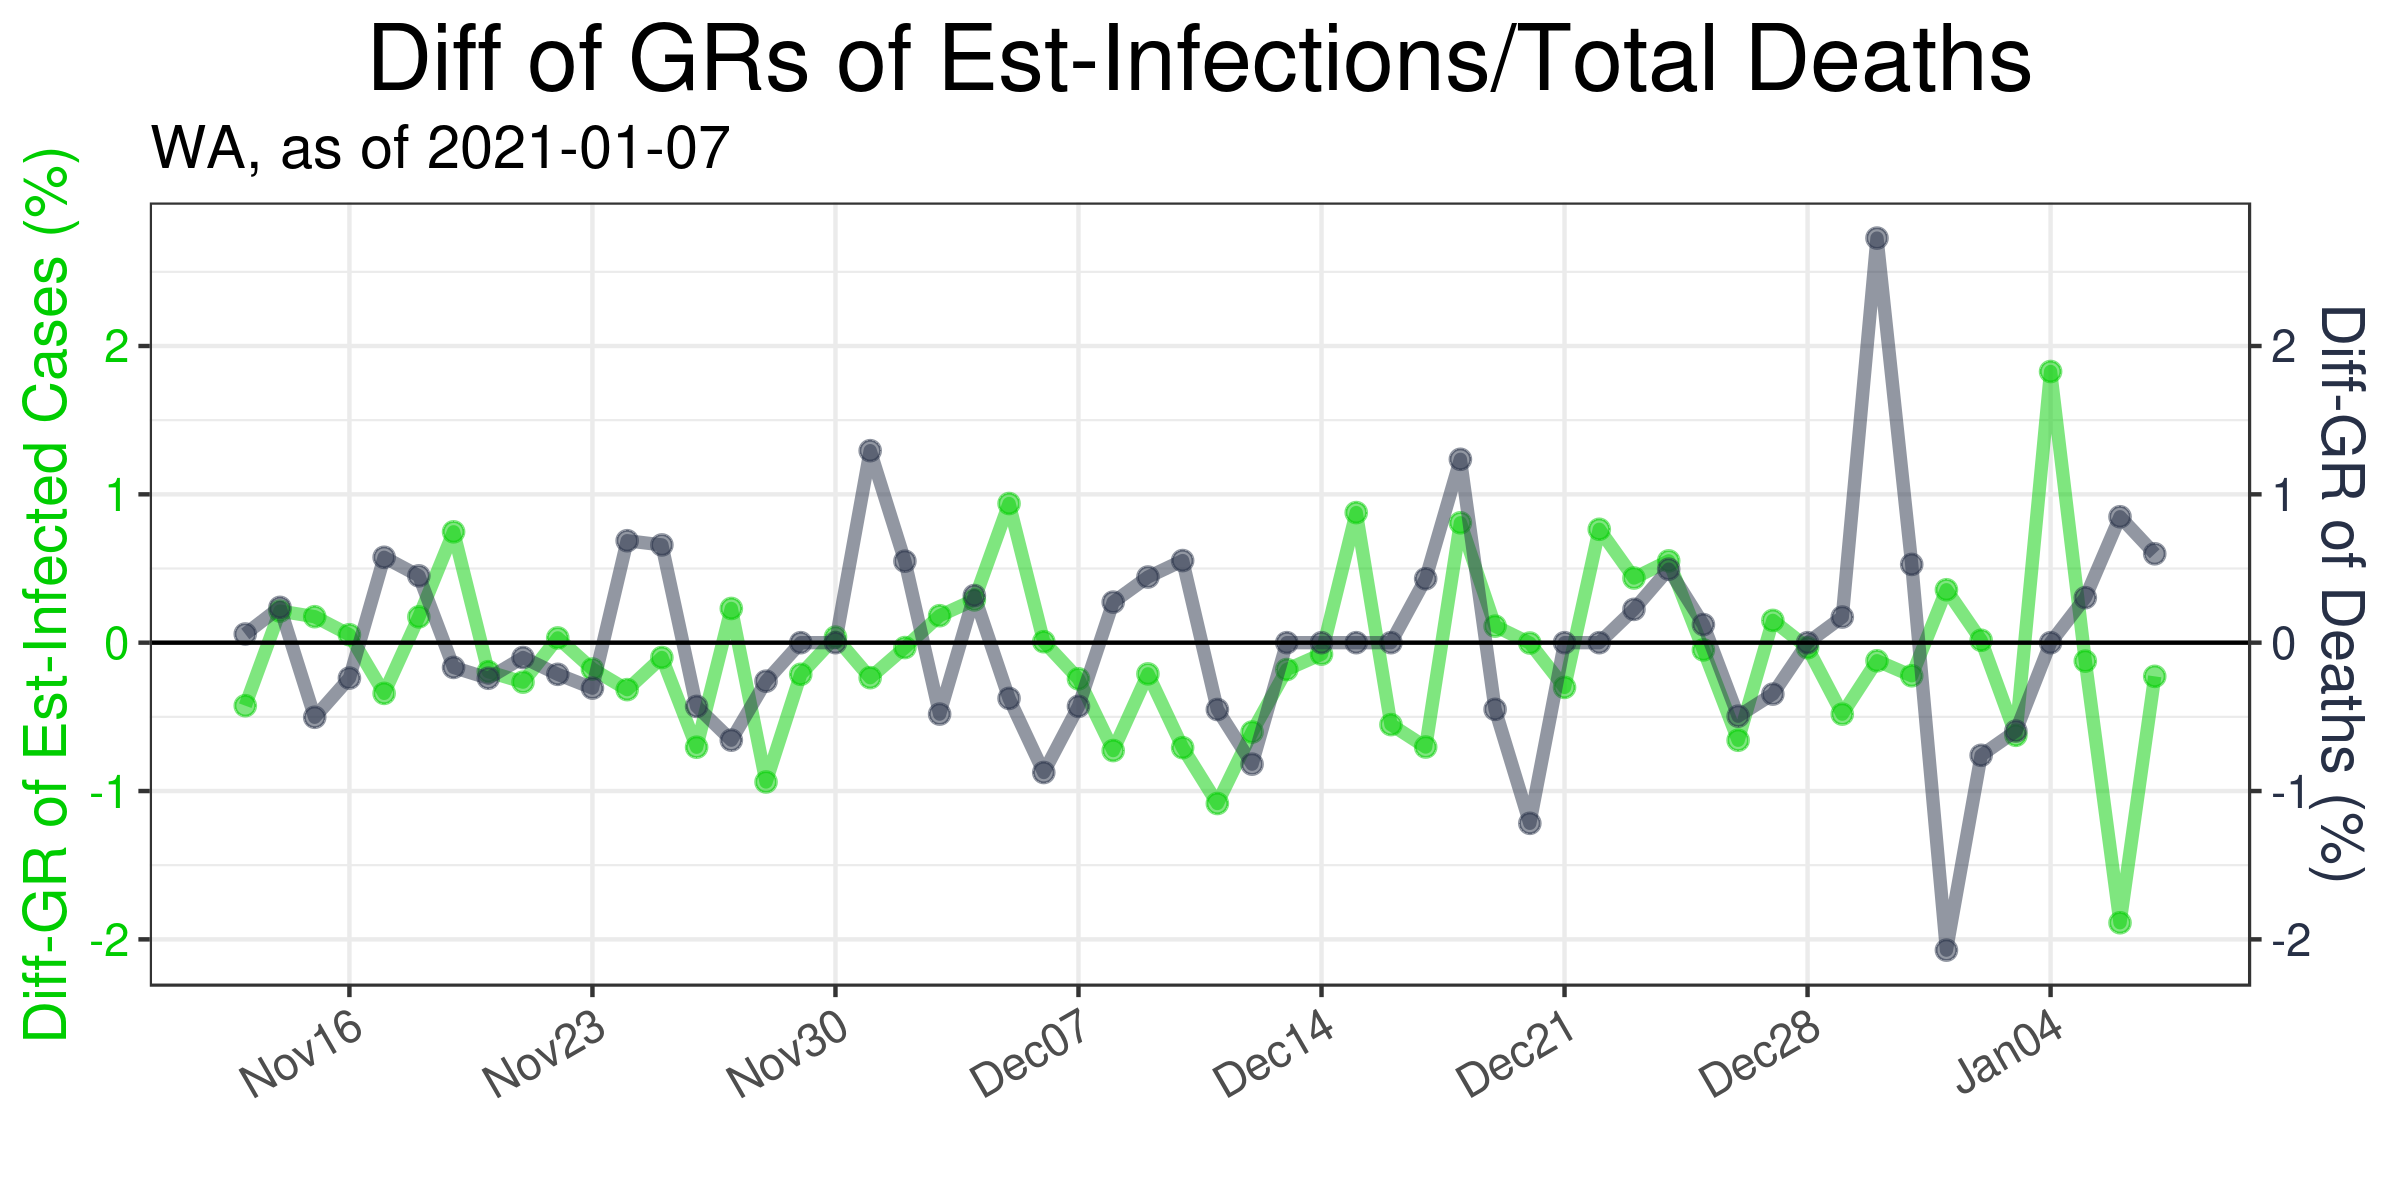 Diff of GRs of Est-Infections/Total Deaths
WA, as of 2021-01-07
Diff-GR of Est-Infected Cases (%)
2
1
0
-1
-2
2
1
0
-1
-2
Diff-GR of Deaths (%)
Nov16
Nov23
Nov30
Dec07
Dec14
Dec21
Dec28
Jan04